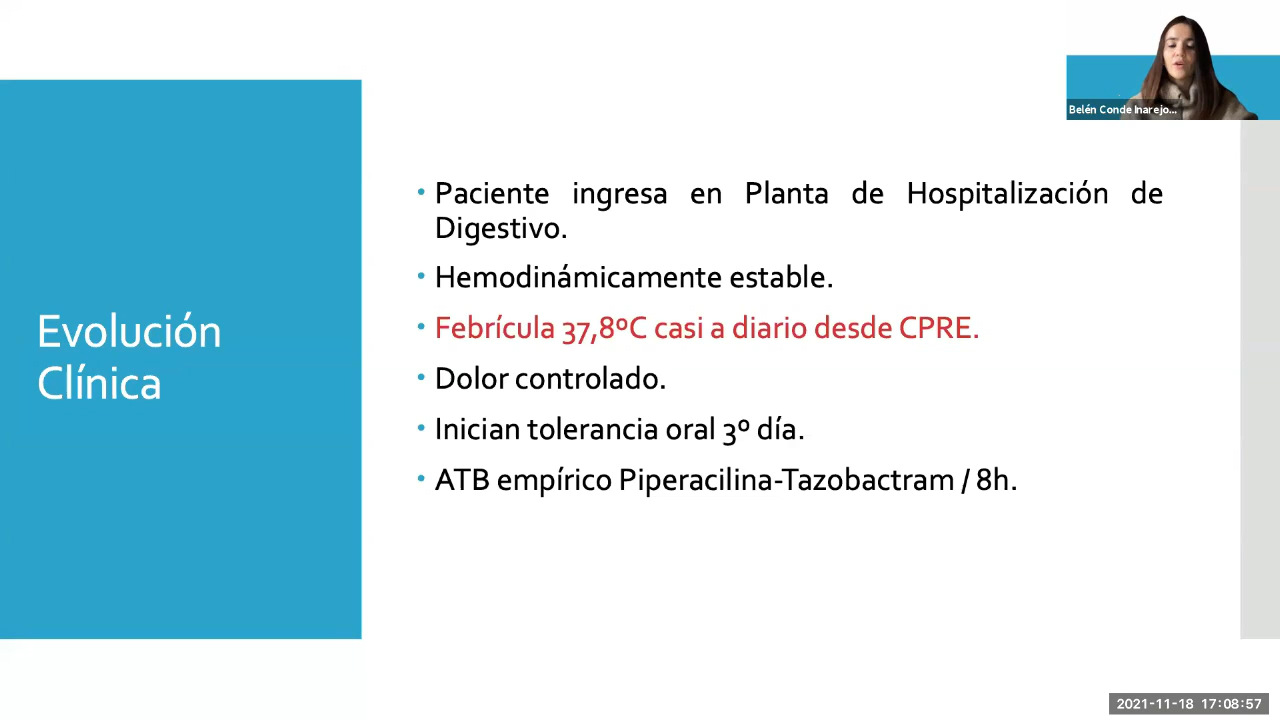 Belén Conde Inarejo...
Paciente ingresa en Planta de Hospitalización de
Digestivo.
Hemodinámicamente estable.
Febrícula 37,8ºC casi a diario desde CPRE.
Dolor controlado.
Inician tolerancia oral 3º día.
ATB empírico Piperacilina-Tazobactram / 8h.
Evolución
Clínica
2021-11-18 17:08:57